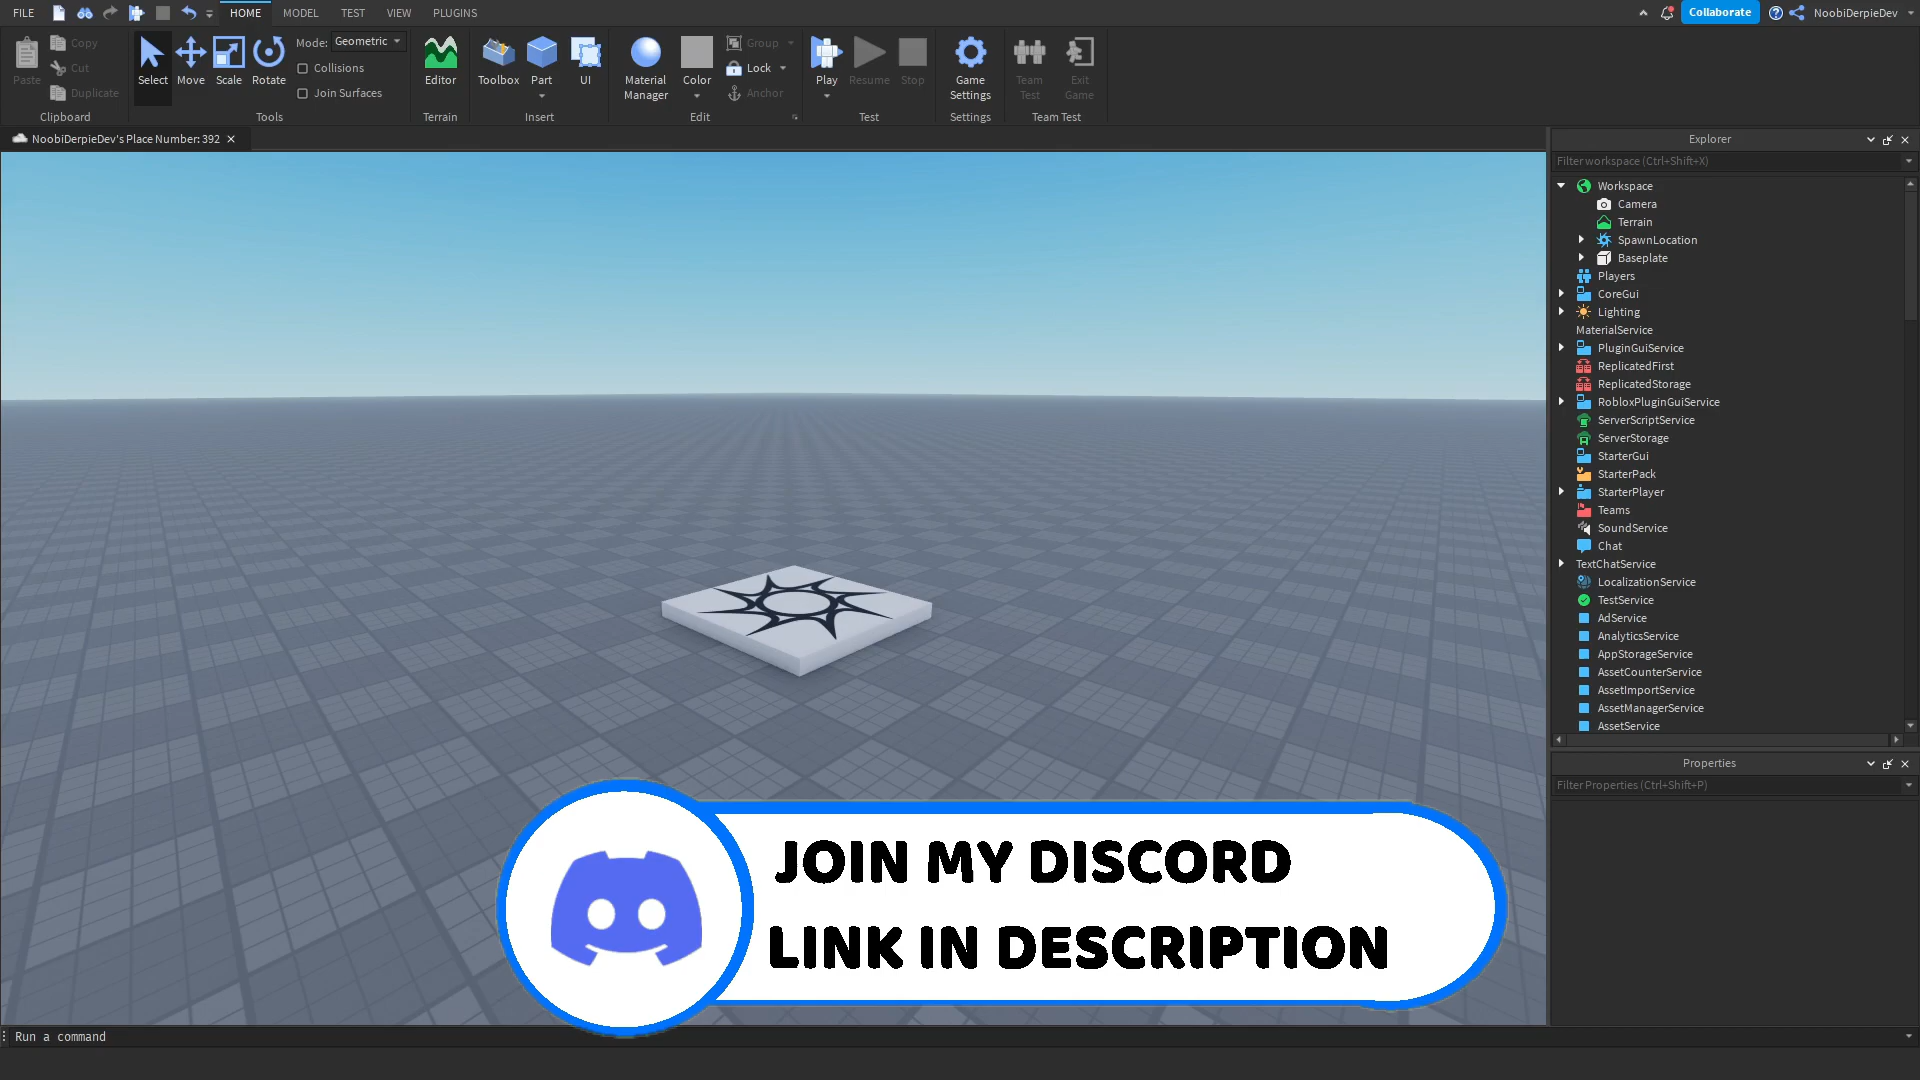 FILE
HOME
MODEL
TEST
VIEW
PLUGINS
Collaborate
NoobiDerpieDev
Paste
Copy
Cut
Duplicate
Clipboard
Select
Move
Scale
Rotate
Mode: Geometric
Collisions
Join Surfaces
Tools
Editor
Terrain
Toolbox
Part
UI
Insert
Material
Manager
Color
Group
Lock
Anchor
Edit
Play
Resume
Stop
Test
Game
Settings
Settings
Team
Test
Exit
Game
Team Test
NoobiDerpieDev's Place Number: 392
Explorer
Filter workspace (Ctrl+Shift+X)
Workspace
Camera
Terrain
SpawnLocation
Baseplate
Players
CoreGui
Lighting
MaterialService
PluginGuiService
ReplicatedFirst
ReplicatedStorage
RobloxPluginGuiService
ServerScriptService
ServerStorage
StarterGui
StarterPack
StarterPlayer
Teams
SoundService
Chat
TextChatService
LocalizationService
TestService
AdService
AnalyticsService
AppStorageService
AssetCounterService
AssetImportService
AssetManagerService
AssetService
Properties
Filter Properties (Ctrl+Shift+P)
JOIN MY DISCORD
LINK IN DESCRIPTION
Run a command